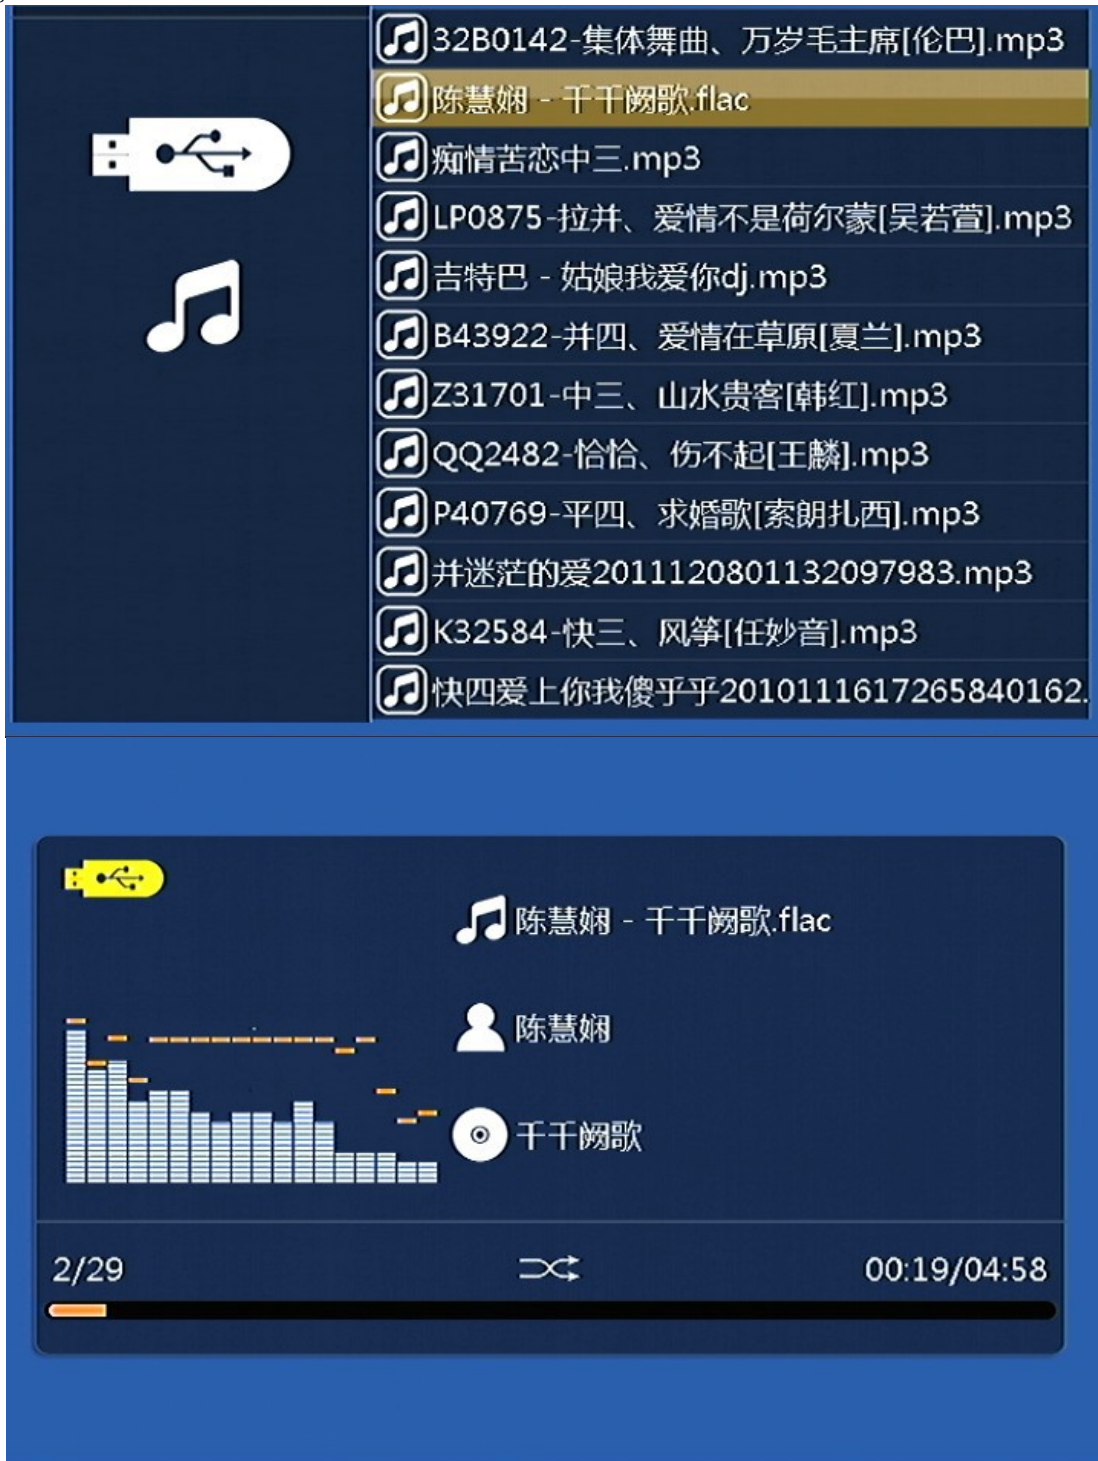 32B0142-集体舞曲、万岁毛主席[伦巴].mp3
陈慧娴 - 千千阙歌.flac
痴情苦恋中三.mp3
LP0875-拉并、爱情不是荷尔蒙[吴若萱].mp3
吉特巴 - 姑娘我爱你dj.mp3
B43922-并四、爱情在草原[夏兰].mp3
Z31701-中三、山水贵客[韩红].mp3
QQ2482-恰恰、伤不起[王麟].mp3
P40769-平四、求婚歌[索朗扎西].mp3
并迷茫的爱2011120801132097983.mp3
K32584-快三、风筝[任妙音].mp3
快四爱上你我傻乎乎2010111617265840162.
陈慧娴 - 千千阙歌.flac
陈慧娴
千千阙歌
2/29
00:19/04:58